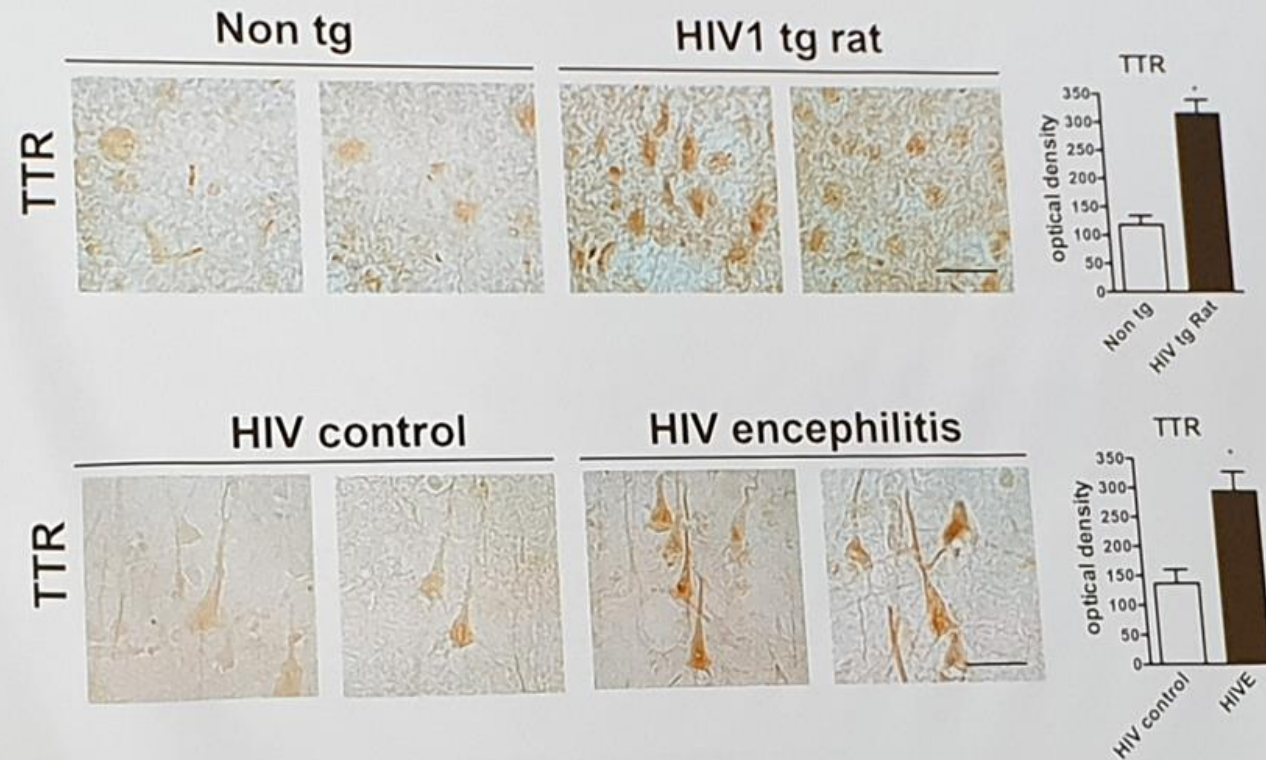 Non tg
HIV1 tg rat
TTR
TTR
optical density
350
300
250
200
150
100
50
0
*
Non tg
HIV tg Rat
HIV control
HIV encephilitis
TTR
TTR
optical density
350
300
250
200
150
100
50
0
*
HIV control
HIVE